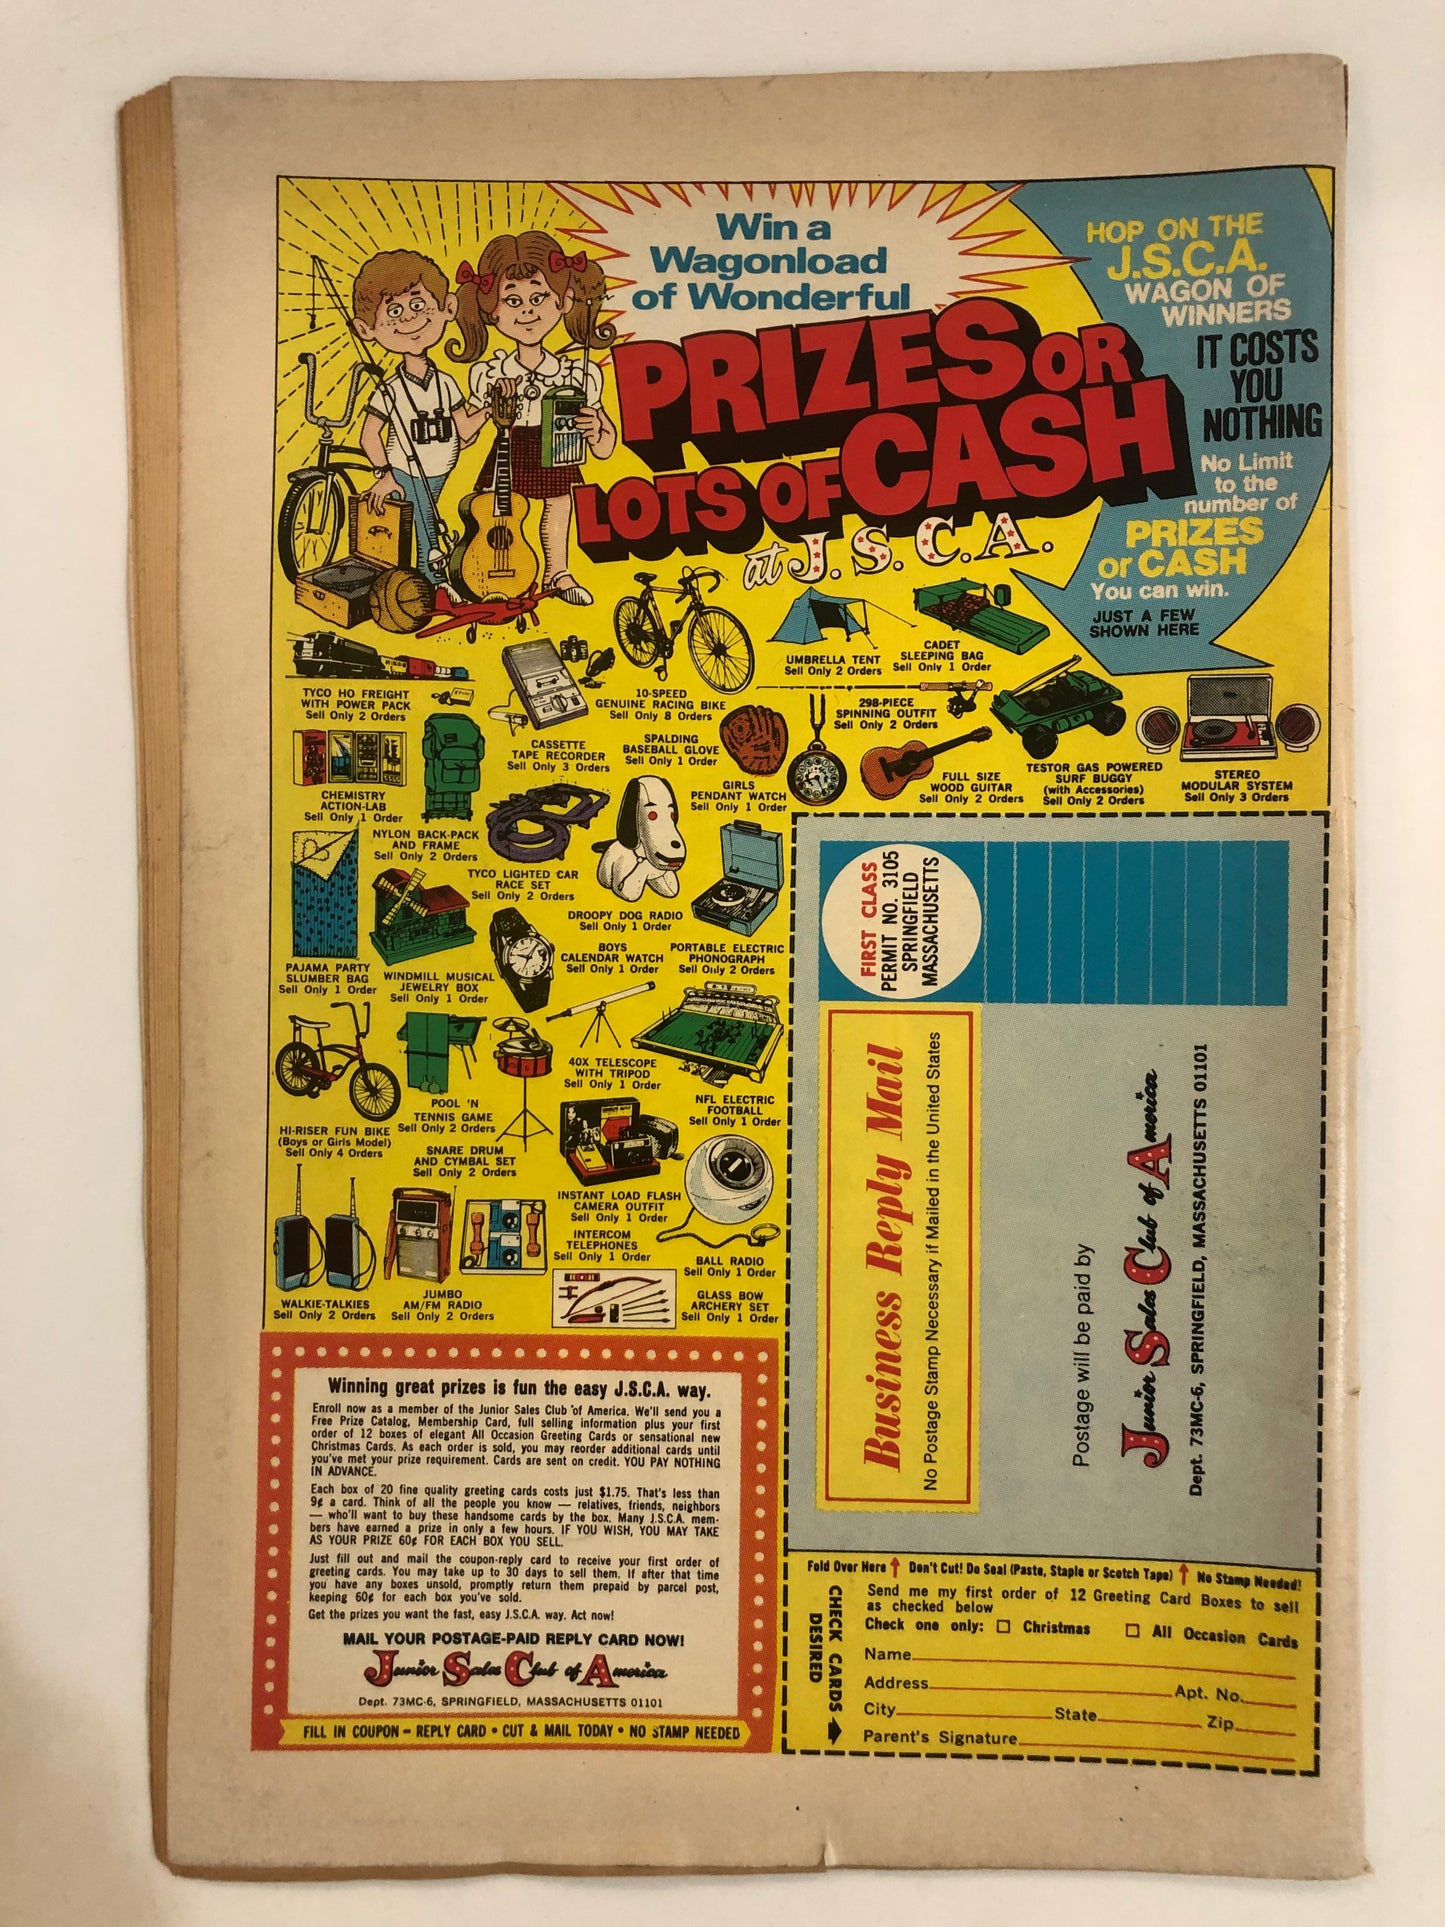 Win a
Wagonload
of Wonderful
PRIZES OR
LOTS OF CASH
at J.S.C.A.
HOP ON THE
J.S.C.A.
WAGON OF
WINNERS
IT COSTS
YOU
NOTHING
No Limit
to the
number of
PRIZES
or CASH
You can win.
JUST A FEW
SHOWN HERE
UMBRELLA TENT
Sell Only 2 Orders
CADET
SLEEPING BAG
Sell Only 1 Order
TYCO HO FREIGHT
WITH POWER PACK
Sell Only 2 Orders
10-SPEED
GENUINE RACING BIKE
Sell Only 8 Orders
298-PIECE
SPINNING OUTFIT
Sell Only 2 Orders
CASSETTE
TAPE RECORDER
Sell Only 3 Orders
SPALDING
BASEBALL GLOVE
Sell Only 1 Order
GIRLS
PENDANT WATCH
Sell Only 1 Order
FULL SIZE
WOOD GUITAR
Sell Only 2 Orders
TESTOR GAS POWERED
SURF BUGGY
(with Accessories)
Sell Only 2 Orders
STEREO
MODULAR SYSTEM
Sell Only 3 Orders
CHEMISTRY
ACTION-LAB
Sell Only 1 Order
NYLON BACK-PACK
AND FRAME
Sell Only 2 Orders
TYCO LIGHTED CAR
RACE SET
Sell Only 2 Orders
DROOPY DOG RADIO
Sell Only 1 Order
PAJAMA PARTY
SLUMBER BAG
Sell Only 1 Order
WINDMILL MUSICAL
JEWELRY BOX
Sell Only 1 Order
BOYS
CALENDAR WATCH
Sell Only 1 Order
PORTABLE ELECTRIC
PHONOGRAPH
Sell Only 2 Orders
HI-RISER FUN BIKE
(Boys or Girls Model)
Sell Only 4 Orders
POOL 'N
TENNIS GAME
Sell Only 2 Orders
SNARE DRUM
AND CYMBAL SET
Sell Only 2 Orders
40X TELESCOPE
WITH TRIPOD
Sell Only 1 Order
NFL ELECTRIC
FOOTBALL
Sell Only 1 Order
INSTANT LOAD FLASH
CAMERA OUTFIT
Sell Only 1 Order
INTERCOM
TELEPHONES
Sell Only 1 Order
BALL RADIO
Sell Only 1 Order
WALKIE-TALKIES
Sell Only 2 Orders
JUMBO
AM/FM RADIO
Sell Only 2 Orders
GLASS BOW
ARCHERY SET
Sell Only 1 Order
Winning great prizes is fun the easy J.S.C.A. way.
Enroll now as a member of the Junior Sales Club of America. We'll send you a
Free Prize Catalog, Membership Card, full selling information plus your first
order of 12 boxes of elegant All Occasion Greeting Cards or sensational new
Christmas Cards. As each order is sold, you may reorder additional cards until
you've met your prize requirement. Cards are sent on credit. YOU PAY NOTHING
IN ADVANCE.
Each box of 20 fine quality greeting cards costs just $1.75. That's less than
9¢ a card. Think of all the people you know — relatives, friends, neighbors
— who'll want to buy these handsome cards by the box. Many J.S.C.A. mem-
bers have earned a prize in only a few hours. IF YOU WISH, YOU MAY TAKE
AS YOUR PRIZE 60¢ FOR EACH BOX YOU SELL.
Just fill out and mail the coupon-reply card to receive your first order of
greeting cards. You may take up to 30 days to sell them. If after that time
you have any boxes unsold, promptly return them prepaid by parcel post,
keeping 60¢ for each box you've sold.
Get the prizes you want the fast, easy J.S.C.A. way. Act now!
MAIL YOUR POSTAGE-PAID REPLY CARD NOW!
Junior Sales Club of America
Dept. 73MC-6, SPRINGFIELD, MASSACHUSETTS 01101
FILL IN COUPON – REPLY CARD • CUT & MAIL TODAY • NO STAMP NEEDED
FIRST CLASS
PERMIT NO. 3105
SPRINGFIELD
MASSACHUSETTS
Business Reply Mail
No Postage Stamp Necessary if Mailed in the United States
Postage will be paid by
Junior Sales Club of America
Dept. 73MC-6, SPRINGFIELD, MASSACHUSETTS 01101
Fold Over Here ↑ Don't Cut! Do Seal (Paste, Staple or Scotch Tape) ↑ No Stamp Needed!
CHECK CARDS
DESIRED
Send me my first order of 12 Greeting Card Boxes to sell
as checked below
Check one only: ☐ Christmas ☐ All Occasion Cards
Name
Address Apt. No.
City State Zip
Parent's Signature